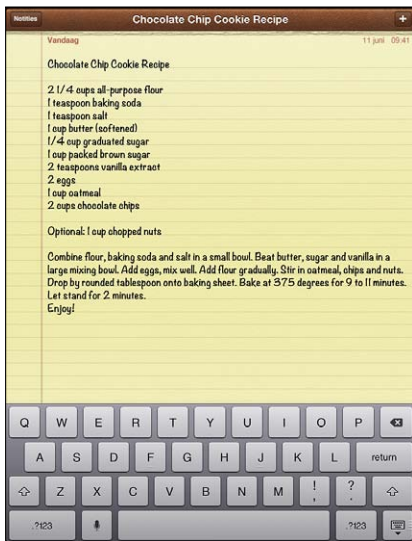 Notities
Chocolate Chip Cookie Recipe
+
Vandaag
11 juni 09:41
Chocolate Chip Cookie Recipe
2 1/4 cups all-purpose flour
1 teaspoon baking soda
1 teaspoon salt
1 cup butter (softened)
1/4 cup graduated sugar
1 cup packed brown sugar
2 teaspoons vanilla extract
2 eggs
1 cup oatmeal
2 cups chocolate chips
Optional: 1 cup chopped nuts
Combine flour, baking soda and salt in a small bowl. Beat butter, sugar and vanilla in a
large mixing bowl. Add eggs, mix well. Add flour gradually. Stir in oatmeal, chips and nuts.
Drop by rounded tablespoon onto baking sheet. Bake at 375 degrees for 9 to 11 minutes.
Let stand for 2 minutes.
Enjoy!
Q W E R T Y U I O P
A S D F G H J K L return
Z X C V B N M ! , ? .
.?123 .?123